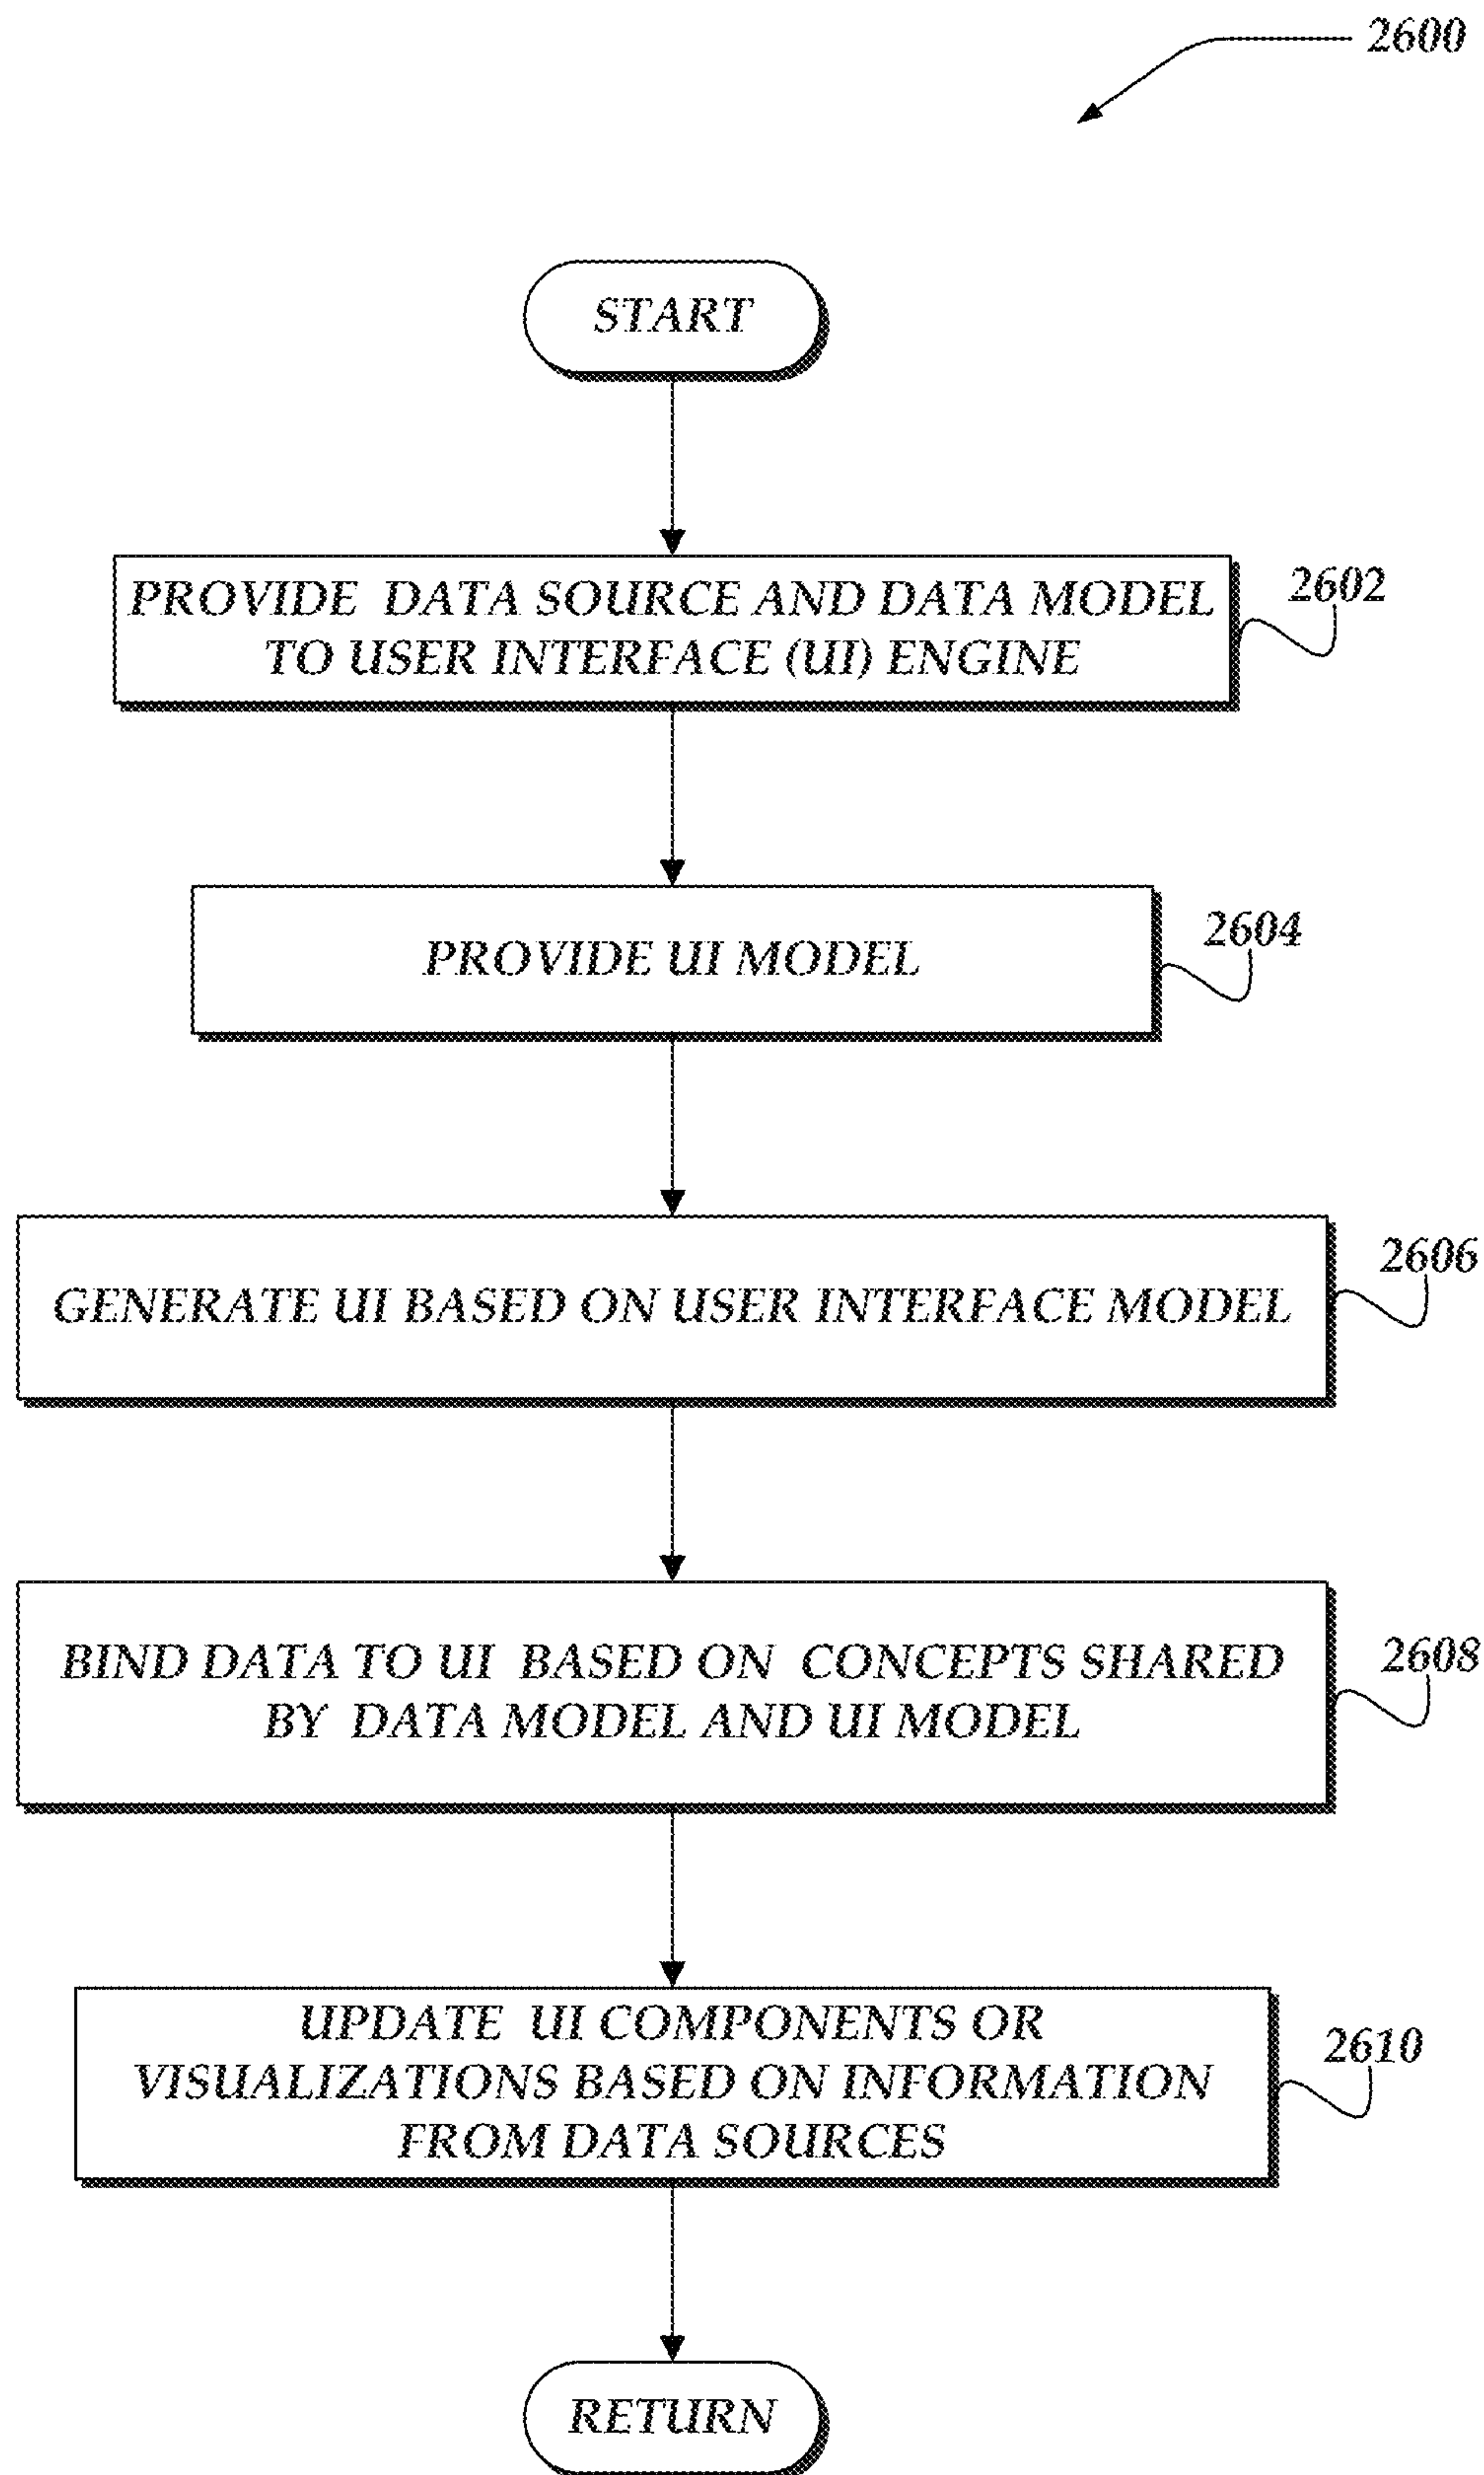 2600
START
PROVIDE DATA SOURCE AND DATA MODEL
TO USER INTERFACE (UI) ENGINE
2602
PROVIDE UI MODEL
2604
GENERATE UI BASED ON USER INTERFACE MODEL
2606
BIND DATA TO UI BASED ON CONCEPTS SHARED
BY DATA MODEL AND UI MODEL
2608
UPDATE UI COMPONENTS OR
VISUALIZATIONS BASED ON INFORMATION
FROM DATA SOURCES
2610
RETURN